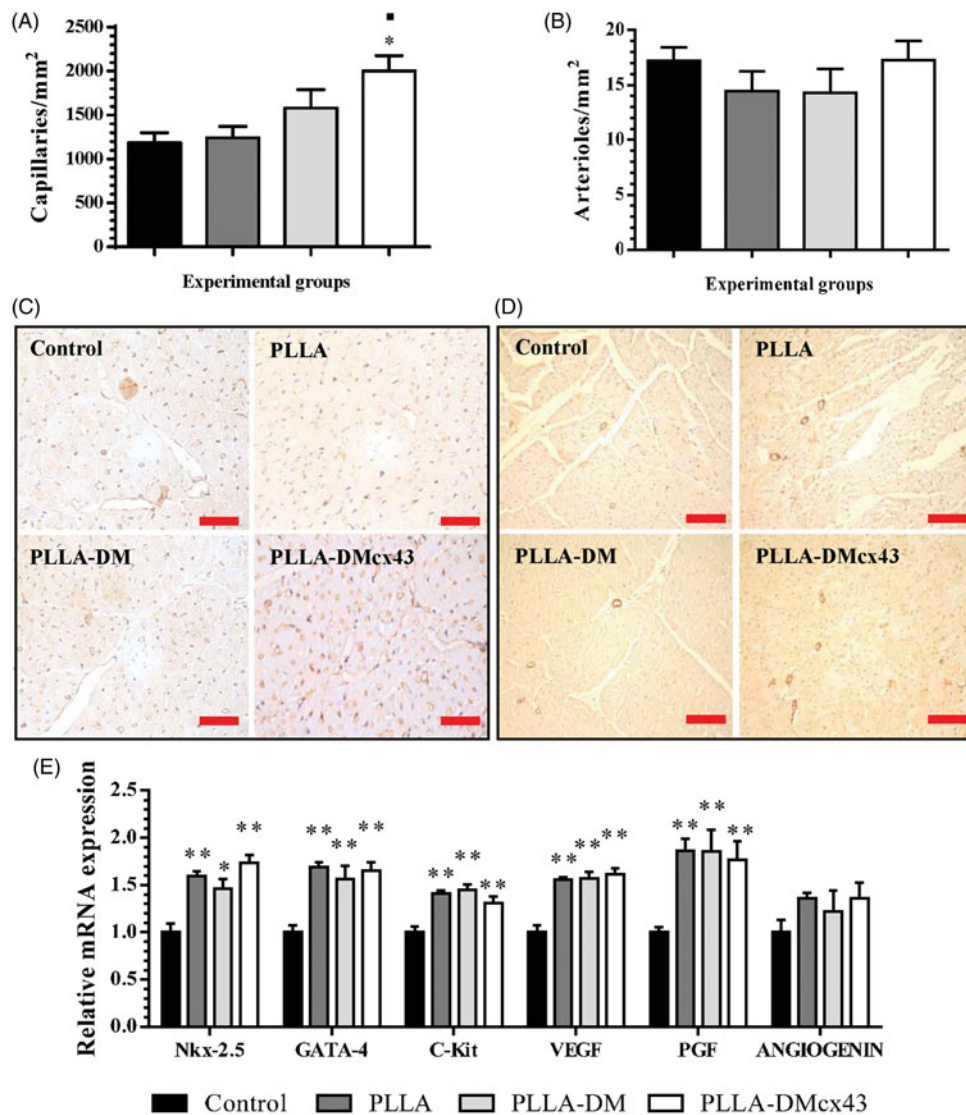 (A)
Capillaries/mm²
2500
2000
1500
1000
500
0
■
*
Experimental groups
(B)
Arterioles/mm²
20
15
10
5
0
Experimental groups
(C)
Control
PLLA
PLLA-DM
PLLA-DMcx43
(D)
Control
PLLA
PLLA-DM
PLLA-DMcx43
(E)
Relative mRNA expression
2.5
2.0
1.5
1.0
0.5
0.0
** * **
** ** **
** ** **
** ** **
** ** **
Nkx-2.5 GATA-4 C-Kit VEGF PGF ANGIOGENIN
Control PLLA PLLA-DM PLLA-DMcx43